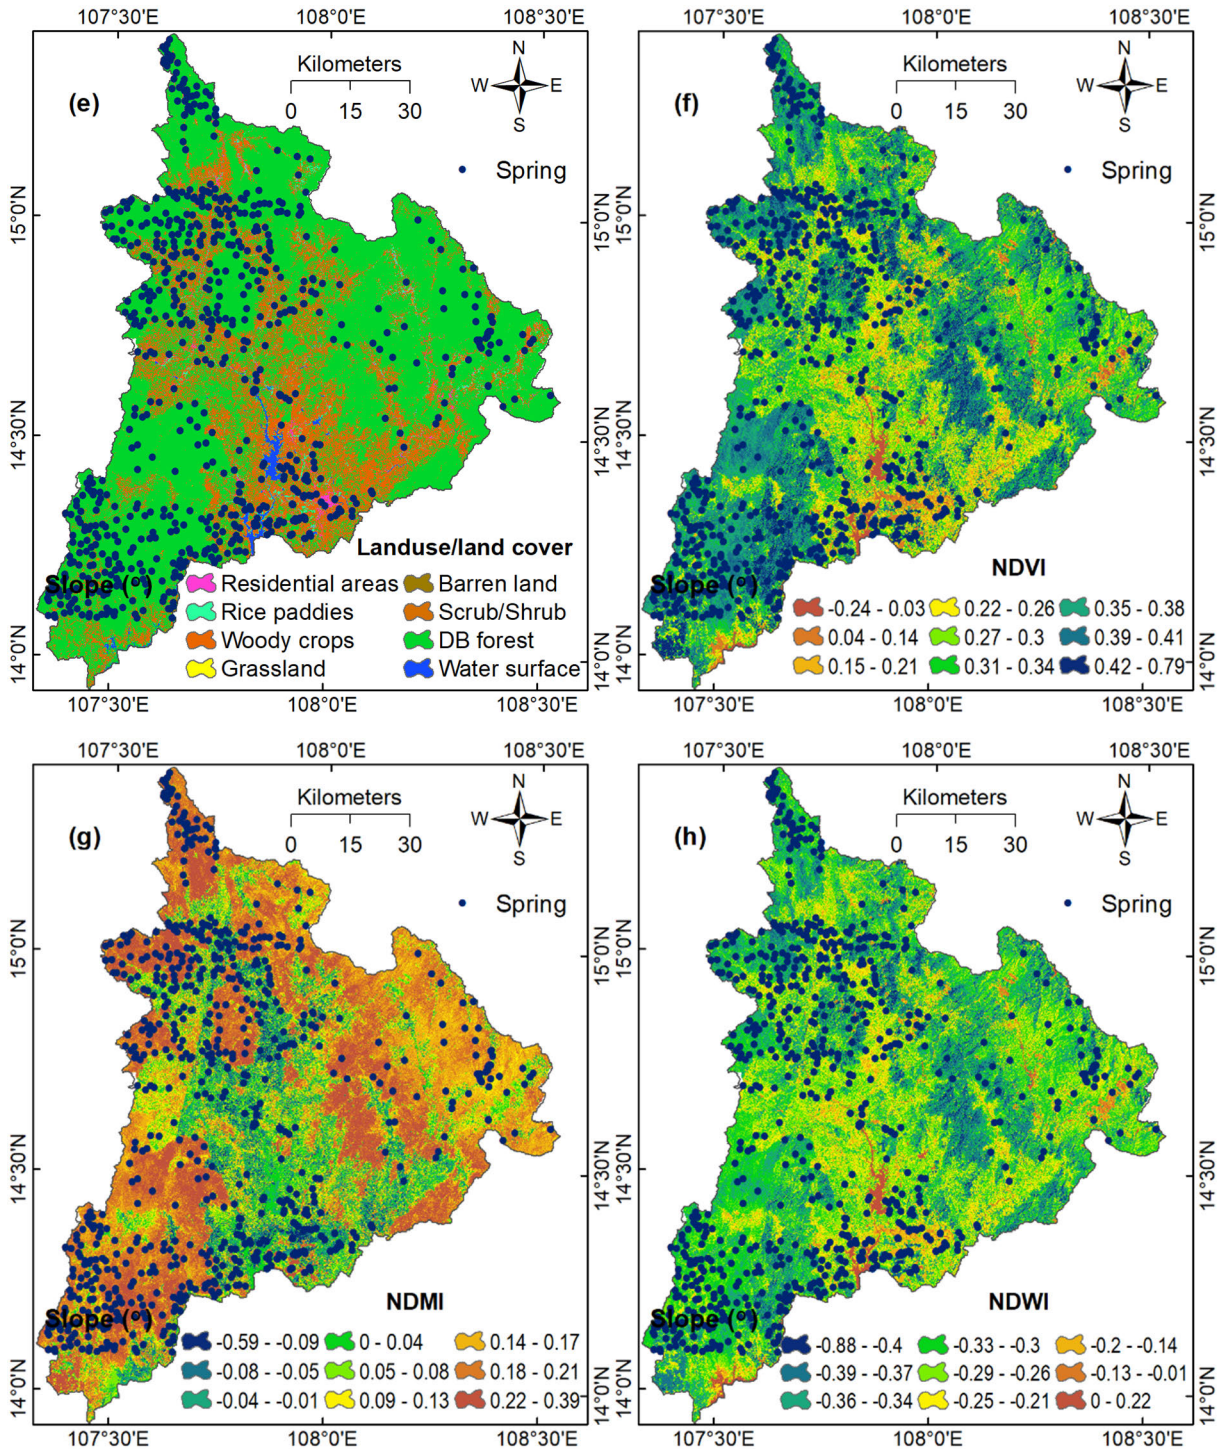 107°30'E 108°0'E 108°30'E
107°30'E 108°0'E 108°30'E
(e)
Kilometers
0 15 30
N
W E
S
Spring
15°0'N
14°30'N
14°0'N
Landuse/land cover
Slope (°)
Residential areas
Barren land
Rice paddies
Scrub/Shrub
Woody crops
DB forest
Grassland
Water surface
107°30'E 108°0'E 108°30'E
(f)
Kilometers
0 15 30
N
W E
S
Spring
15°0'N 15°0'N
14°30'N 14°30'N
14°0'N 14°0'N
NDVI
Slope (°)
-0.24 - 0.03 0.22 - 0.26 0.35 - 0.38
0.04 - 0.14 0.27 - 0.3 0.39 - 0.41
0.15 - 0.21 0.31 - 0.34 0.42 - 0.79
107°30'E 108°0'E 108°30'E
107°30'E 108°0'E 108°30'E
107°30'E 108°0'E 108°30'E
(g)
Kilometers
0 15 30
N
W E
S
Spring
15°0'N
14°30'N
14°0'N
NDMI
Slope (°)
-0.59 - -0.09 0 - 0.04 0.14 - 0.17
-0.08 - -0.05 0.05 - 0.08 0.18 - 0.21
-0.04 - -0.01 0.09 - 0.13 0.22 - 0.39
107°30'E 108°0'E 108°30'E
(h)
Kilometers
0 15 30
N
W E
S
Spring
15°0'N 15°0'N
14°30'N 14°30'N
14°0'N 14°0'N
NDWI
Slope (°)
-0.88 - -0.4 -0.33 - -0.3 -0.2 - -0.14
-0.39 - -0.37 -0.29 - -0.26 -0.13 - -0.01
-0.36 - -0.34 -0.25 - -0.21 0 - 0.22
107°30'E 108°0'E 108°30'E